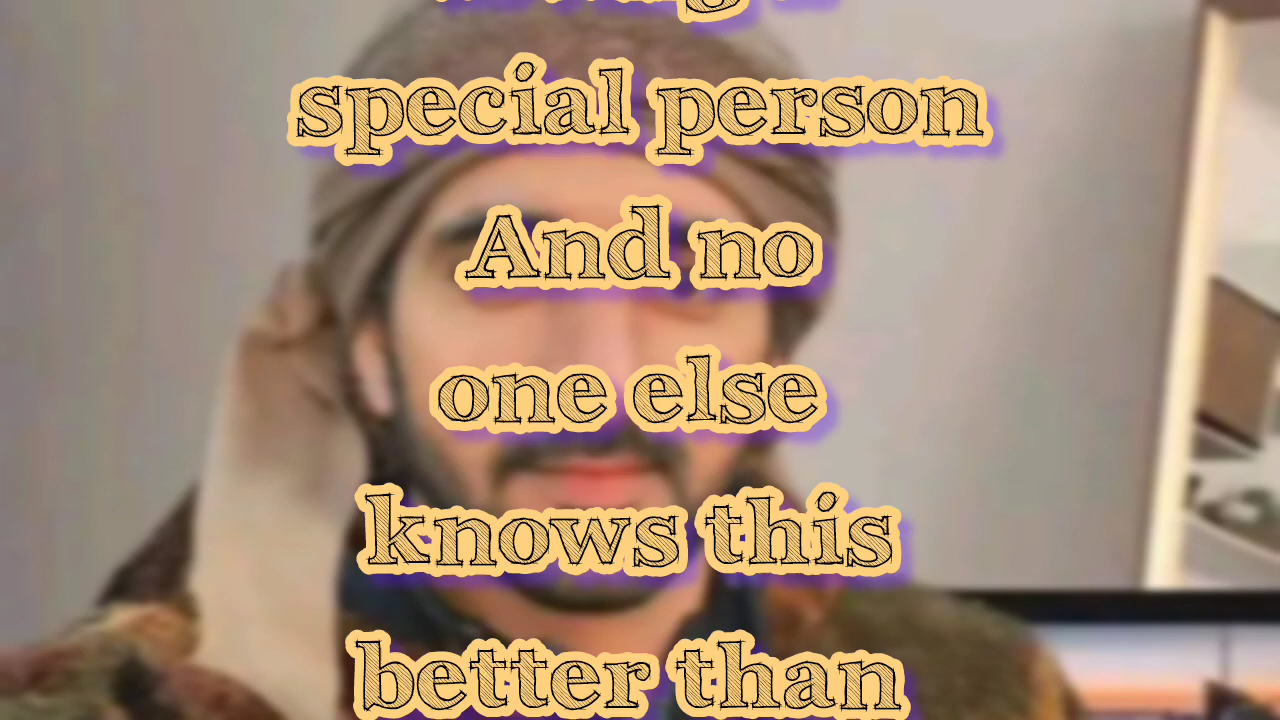 special person
And no
one else
knows this
better than